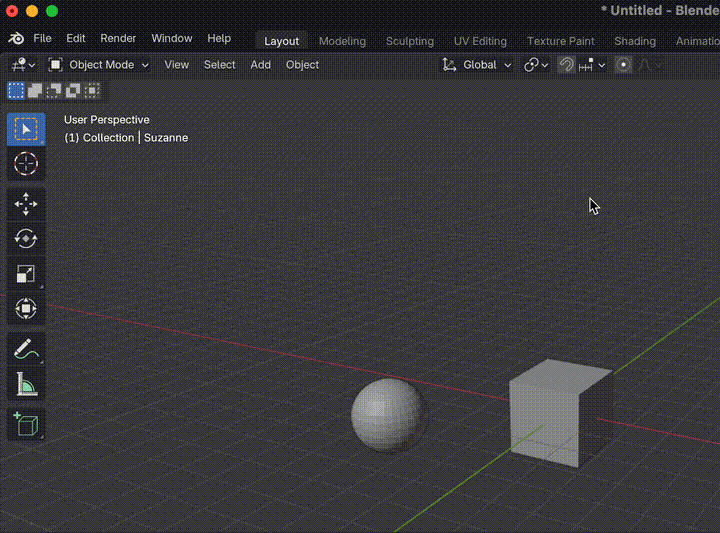 * Untitled - Blende
File Edit Render Window Help Layout Modeling Sculpting UV Editing Texture Paint Shading Animatio
Object Mode View Select Add Object Global
User Perspective
(1) Collection | Suzanne